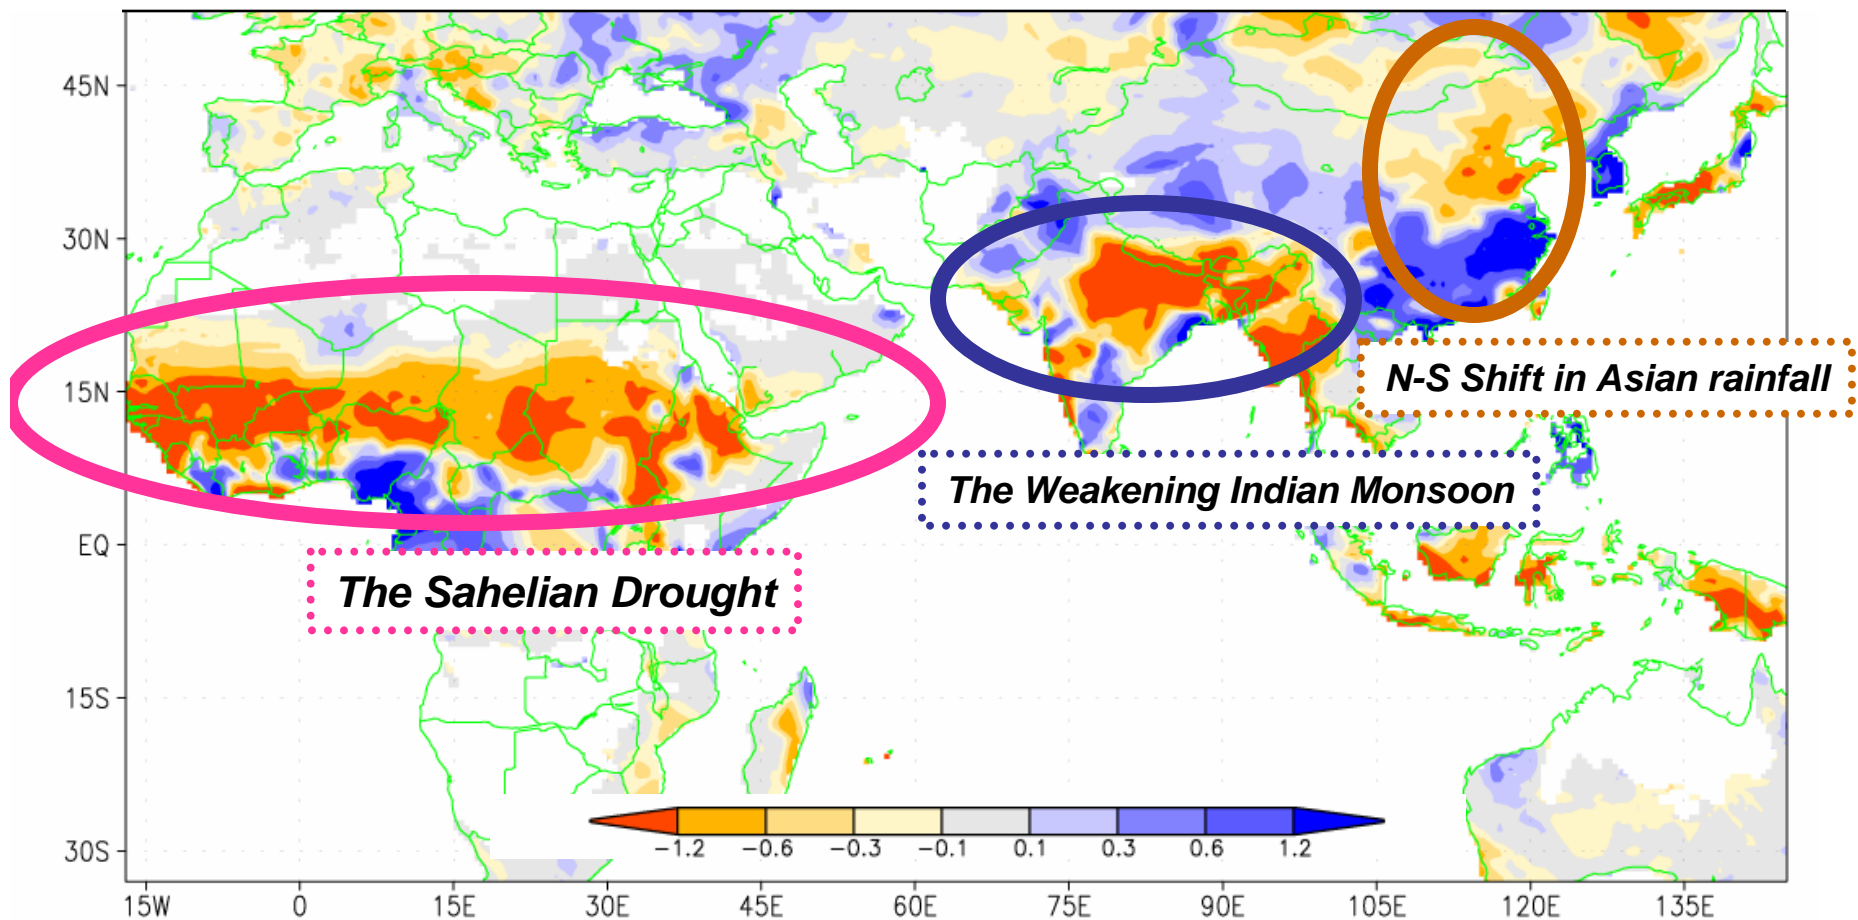 45N
30N
15N
EQ
15S
30S
N-S Shift in Asian rainfall
The Weakening Indian Monsoon
The Sahelian Drought
−1.2 −0.6 −0.3 −0.1 0.1 0.3 0.6 1.2
15W 0 15E 30E 45E 60E 75E 90E 105E 120E 135E